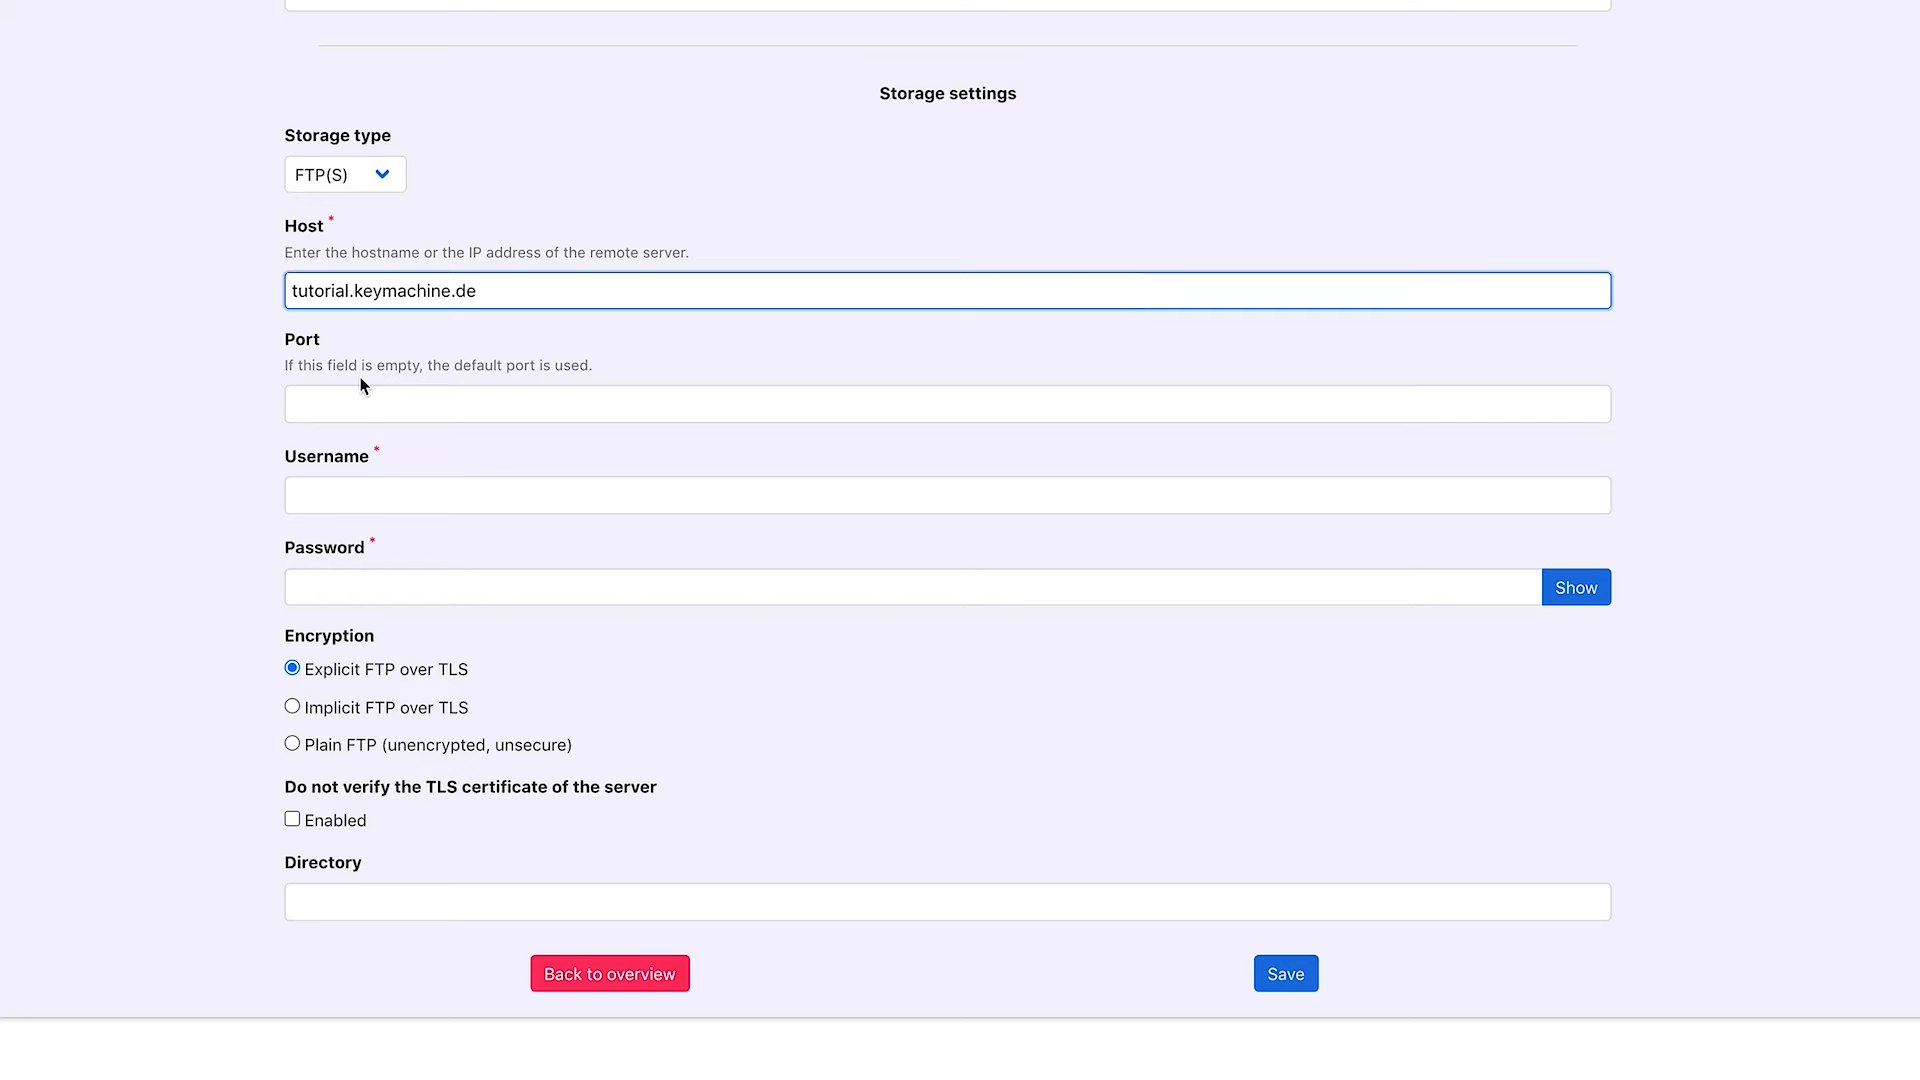 Storage settings
Storage type
FTP(S)
Host *
Enter the hostname or the IP address of the remote server.
tutorial.keymachine.de
Port
If this field is empty, the default port is used.
Username *
Password *
Show
Encryption
Explicit FTP over TLS
Implicit FTP over TLS
Plain FTP (unencrypted, unsecure)
Do not verify the TLS certificate of the server
Enabled
Directory
Back to overview
Save